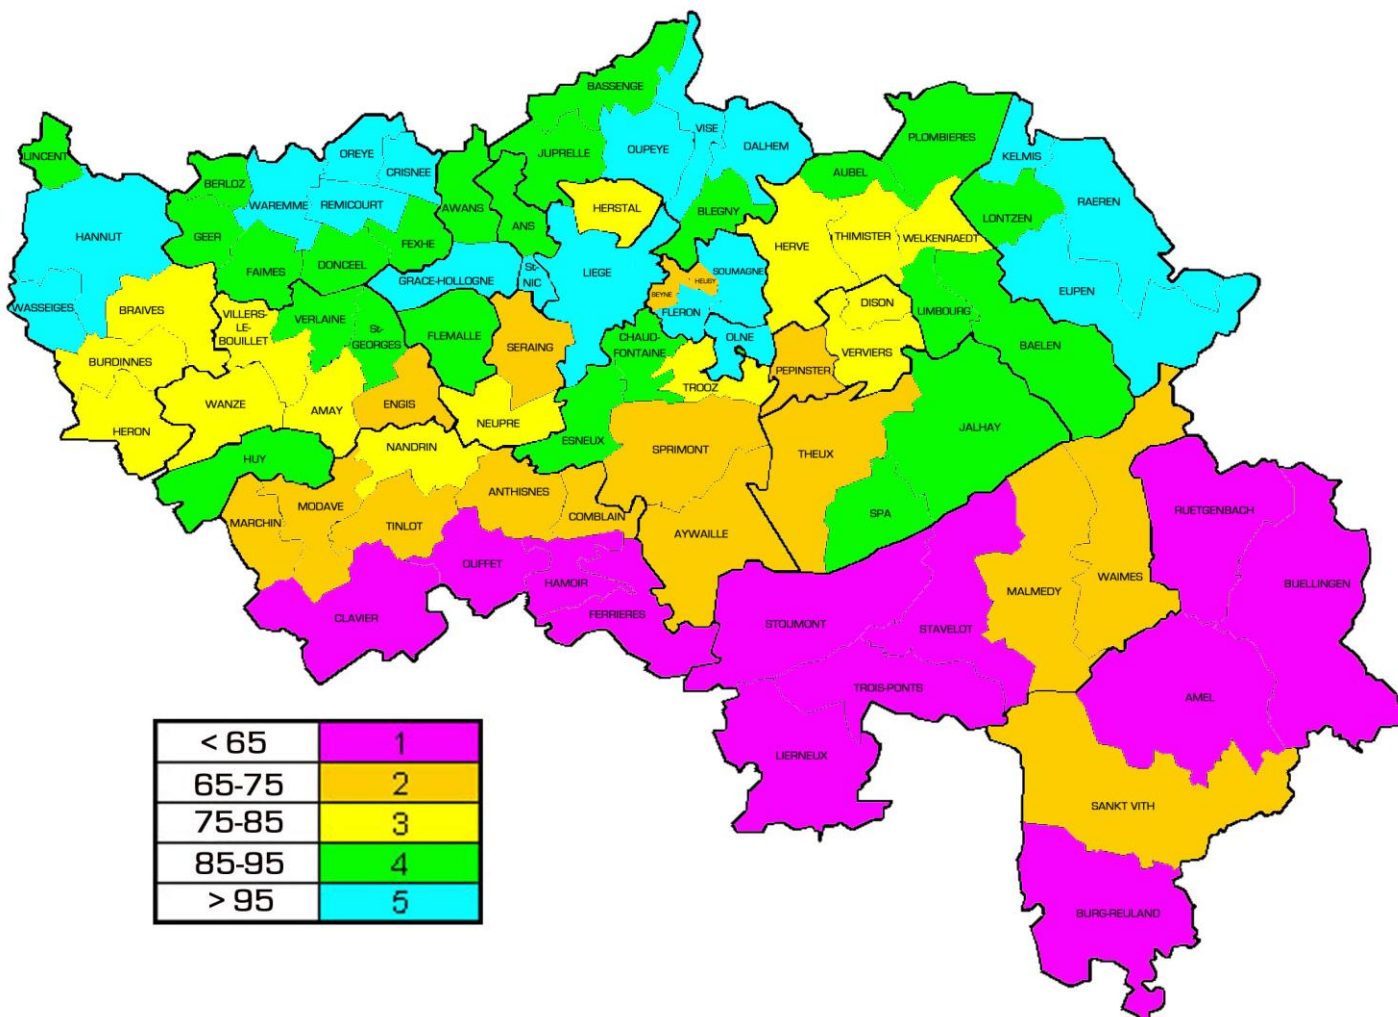 BASSENGE
VISE
PLOMBIERES
OREYE
JUPRELLE
OUPEYE
DALHEM
KELMIS
LINCENT
CRISNEE
AUBEL
RAEREN
BERLOZ
WAREMME
REMICOURT
AWANS
HERSTAL
BLEGNY
LONTZEN
HANNUT
GEER
FEXHE
ANS
HERVE
THIMISTER
WELKENRAEDT
FAIMES
DONCEEL
GRACE-HOLLOGNE
St-
NIC
LIEGE
SOUMAGNE
EUPEN
WASSEIGES
BRAIVES
VILLERS-
LE-
BOUILLET
VERLAINE
St-
GEORGES
FLEMALLE
BEYNE
HEUSY
FLERON
DISON
LIMBOURG
SERAING
CHAUD-
FONTAINE
OLNE
VERVIERS
BAELEN
BURDINNES
TROOZ
PEPINSTER
WANZE
AMAY
ENGIS
NEUPRE
HERON
NANDRIN
ESNEUX
SPRIMONT
THEUX
JALHAY
HUY
MARCHIN
MODAVE
ANTHISNES
COMBLAIN
TINLOT
AYWAILLE
SPA
RUETGENBACH
OUFFET
HAMOIR
WAIMES
BUELLINGEN
CLAVIER
FERRIERES
MALMEDY
STOUMONT
STAVELOT
TROIS-PONTS
AMEL
LIERNEUX
SANKT VITH
BURG-REULAND
< 65 1
65-75 2
75-85 3
85-95 4
> 95 5